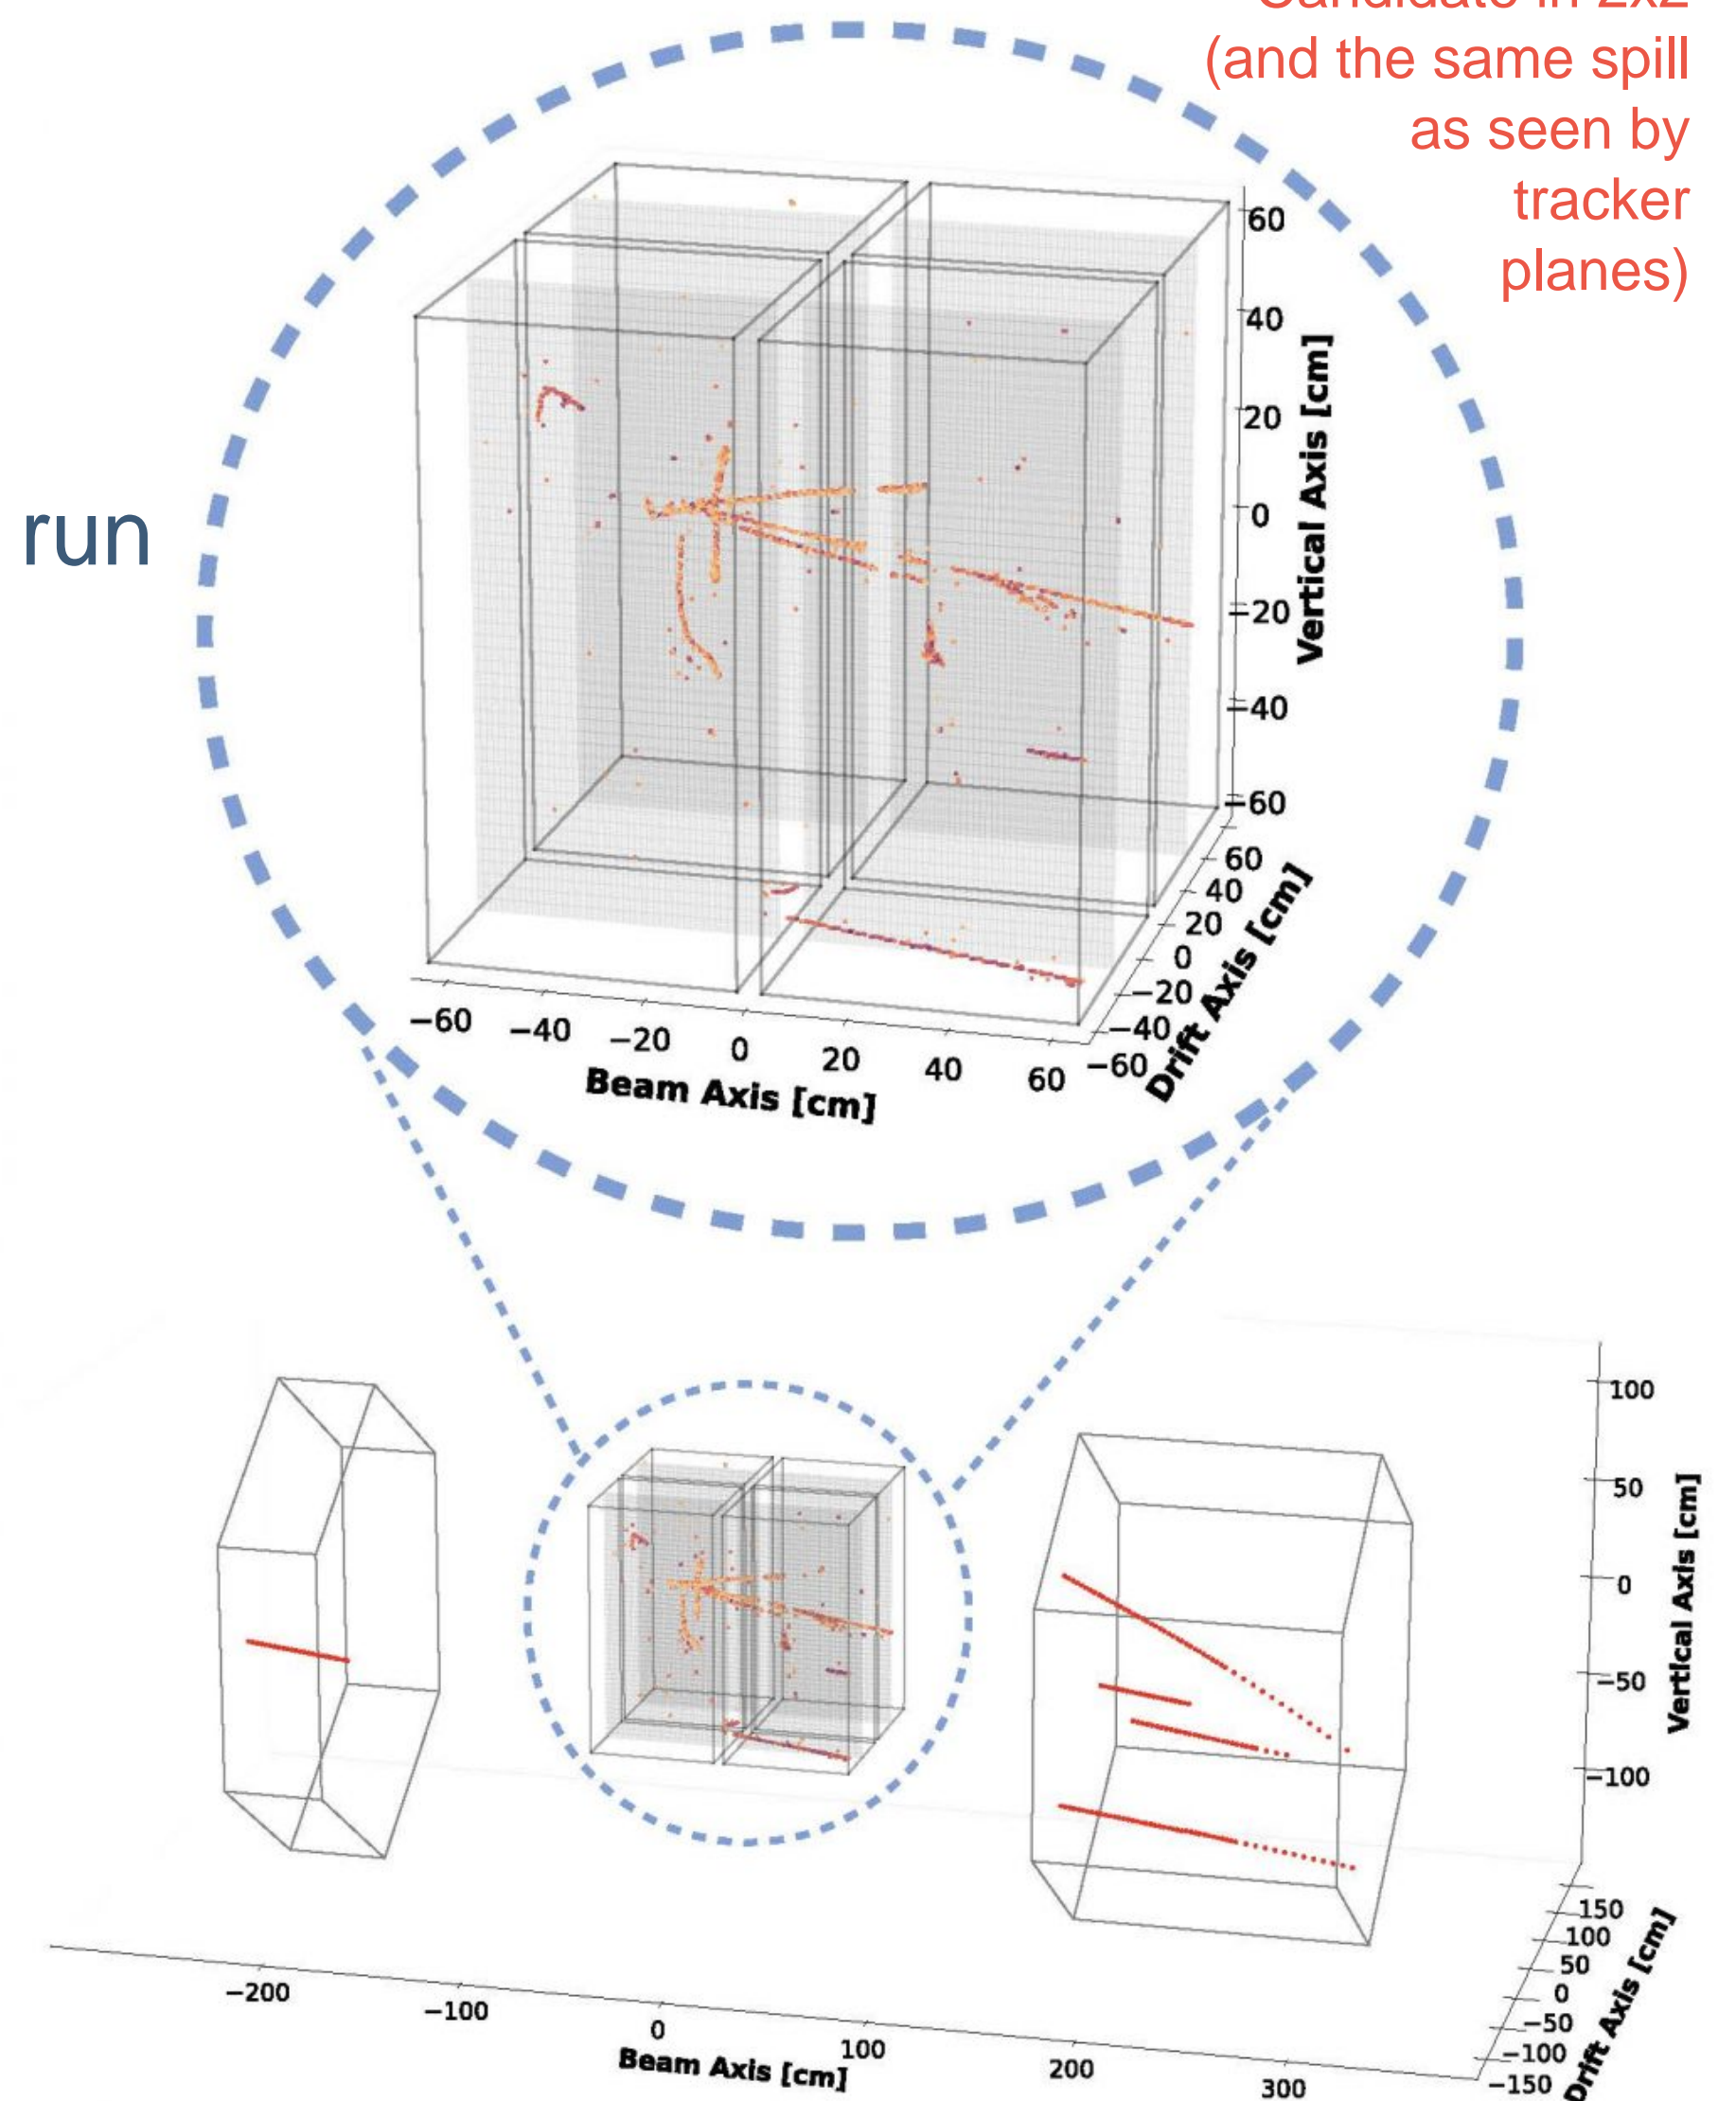 Candidate in 2x2
(and the same spill
as seen by
tracker
planes)
run
60
40
20
0
−20
−40
−60
Vertical Axis [cm]
60
40
20
0
−20
−40
−60
Drift Axis [cm]
−60 −40 −20 0 20 40 60
Beam Axis [cm]
100
50
0
−50
−100
Vertical Axis [cm]
150
100
50
0
−50
−100
−150
Drift Axis [cm]
−200 −100 0 100 200 300
Beam Axis [cm]